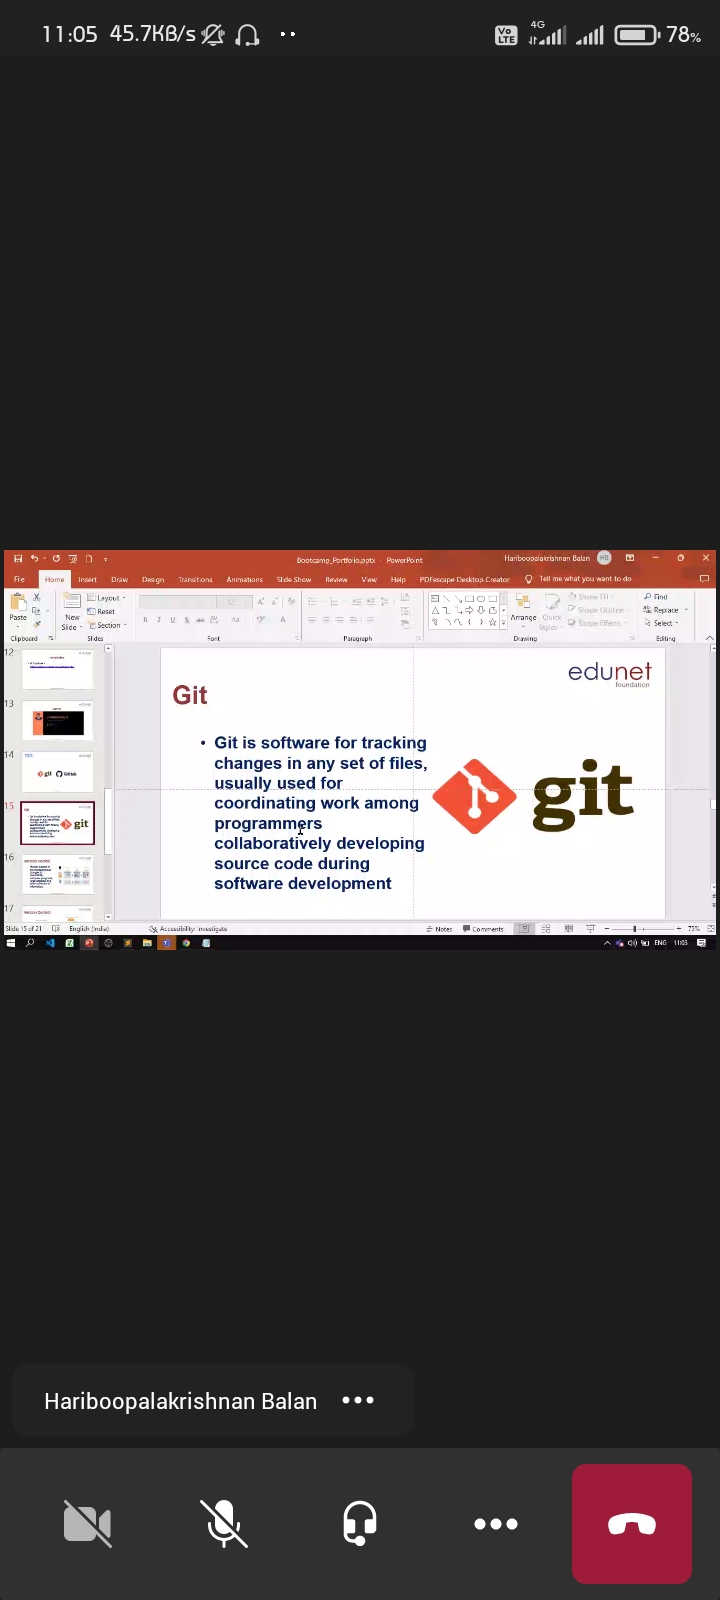 11:05 45.7KB/s 4G 78%
Bootcamp_Portfolio.pptx - PowerPoint
Hariboopalakrishnan Balan HB
File Home Insert Draw Design Transitions Animations Slide Show Review View Help PDFescape Desktop Creator Tell me what you want to do
Paste
Clipboard
New Slide
Layout
Reset
Section
Slides
Font
Paragraph
Arrange
Quick Styles
Shape Fill
Shape Outline
Shape Effects
Drawing
Find
Replace
Select
Editing
12
13
14
15
16
17
edunet
foundation
Git
• Git is software for tracking
changes in any set of files,
usually used for
coordinating work among
programmers
collaboratively developing
source code during
software development
git
Slide 15 of 21 English (India) Accessibility: Investigate Notes Comments 75%
ENG 11:03
Hariboopalakrishnan Balan